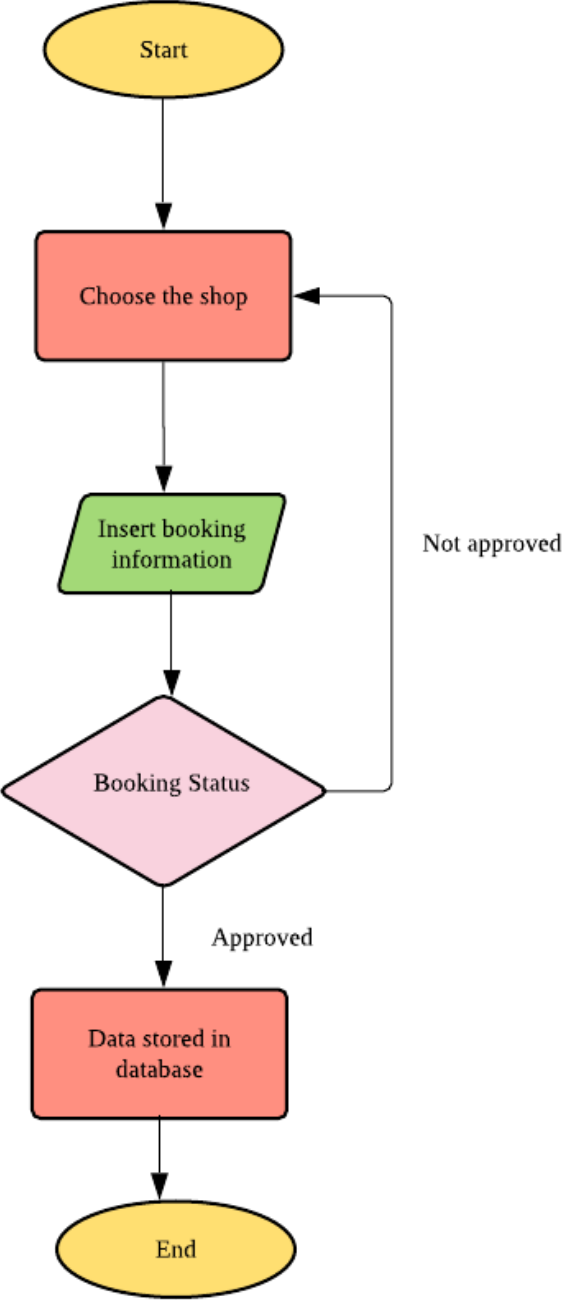 Start
Choose the shop
Insert booking
information
Not approved
Booking Status
Approved
Data stored in
database
End